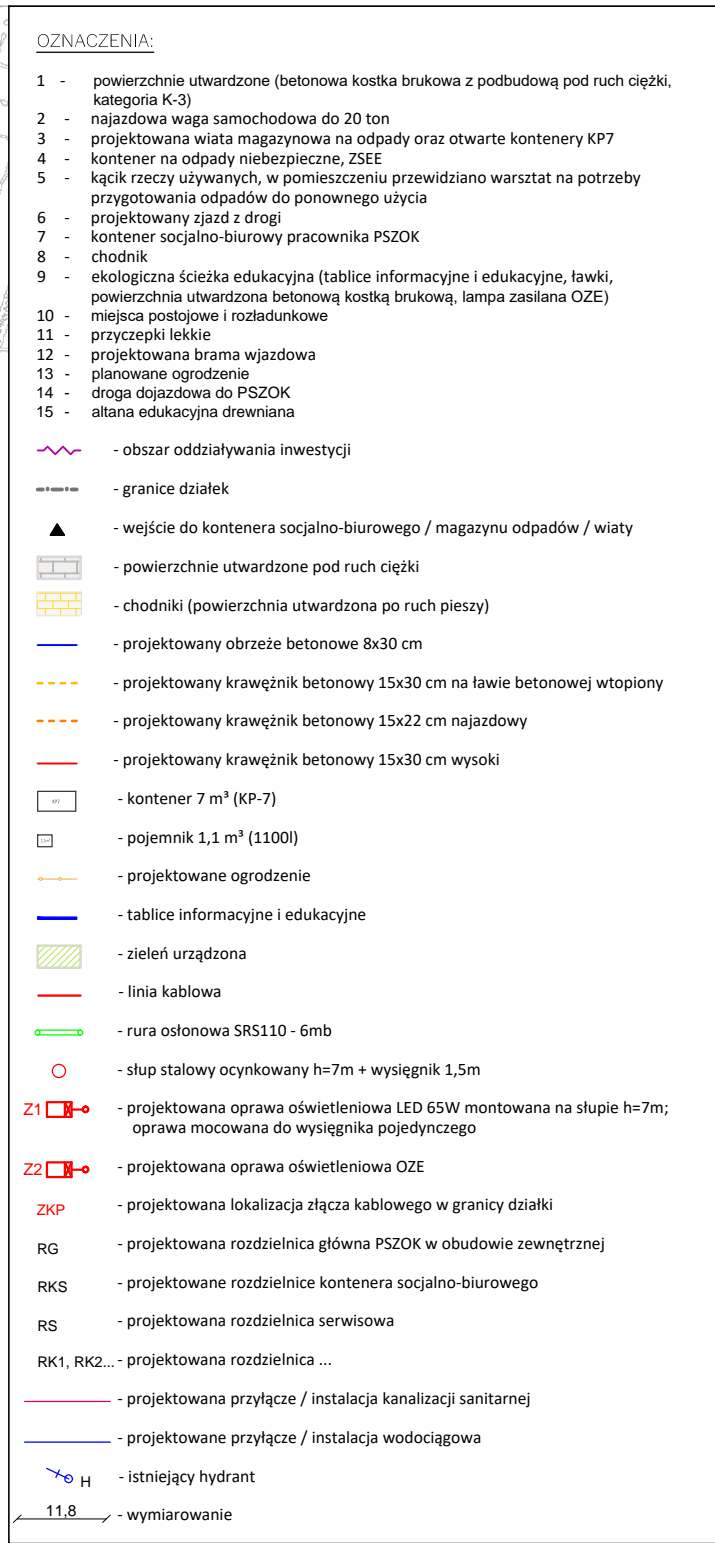 OZNACZENIA:
1 - powierzchnie utwardzone (betonowa kostka brukowa z podbudową pod ruch ciężki,
kategoria K-3)
2 - najazdowa waga samochodowa do 20 ton
3 - projektowana wiata magazynowa na odpady oraz otwarte kontenery KP7
4 - kontener na odpady niebezpieczne, ZSEE
5 - kącik rzeczy używanych, w pomieszczeniu przewidziano warsztat na potrzeby
przygotowania odpadów do ponownego użycia
6 - projektowany zjazd z drogi
7 - kontener socjalno-biurowy pracownika PSZOK
8 - chodnik
9 - ekologiczna ścieżka edukacyjna (tablice informacyjne i edukacyjne, ławki,
powierzchnia utwardzona betonową kostką brukową, lampa zasilana OZE)
10 - miejsca postojowe i rozładunkowe
11 - przyczepki lekkie
12 - projektowana brama wjazdowa
13 - planowane ogrodzenie
14 - droga dojazdowa do PSZOK
15 - altana edukacyjna drewniana
- obszar oddziaływania inwestycji
- granice działek
- wejście do kontenera socjalno-biurowego / magazynu odpadów / wiaty
- powierzchnie utwardzone pod ruch ciężki
- chodniki (powierzchnia utwardzona po ruch pieszy)
- projektowany obrzeże betonowe 8x30 cm
- projektowany krawężnik betonowy 15x30 cm na ławie betonowej wtopiony
- projektowany krawężnik betonowy 15x22 cm najazdowy
- projektowany krawężnik betonowy 15x30 cm wysoki
KP7 - kontener 7 m³ (KP-7)
1,1m³ - pojemnik 1,1 m³ (1100l)
- projektowane ogrodzenie
- tablice informacyjne i edukacyjne
- zieleń urządzona
- linia kablowa
- rura osłonowa SRS110 - 6mb
- słup stalowy ocynkowany h=7m + wysięgnik 1,5m
Z1 - projektowana oprawa oświetleniowa LED 65W montowana na słupie h=7m;
oprawa mocowana do wysięgnika pojedynczego
Z2 - projektowana oprawa oświetleniowa OZE
ZKP - projektowana lokalizacja złącza kablowego w granicy działki
RG - projektowana rozdzielnica główna PSZOK w obudowie zewnętrznej
RKS - projektowane rozdzielnice kontenera socjalno-biurowego
RS - projektowana rozdzielnica serwisowa
RK1, RK2... - projektowana rozdzielnica ...
- projektowana przyłącze / instalacja kanalizacji sanitarnej
- projektowane przyłącze / instalacja wodociągowa
H - istniejący hydrant
11,8 - wymiarowanie